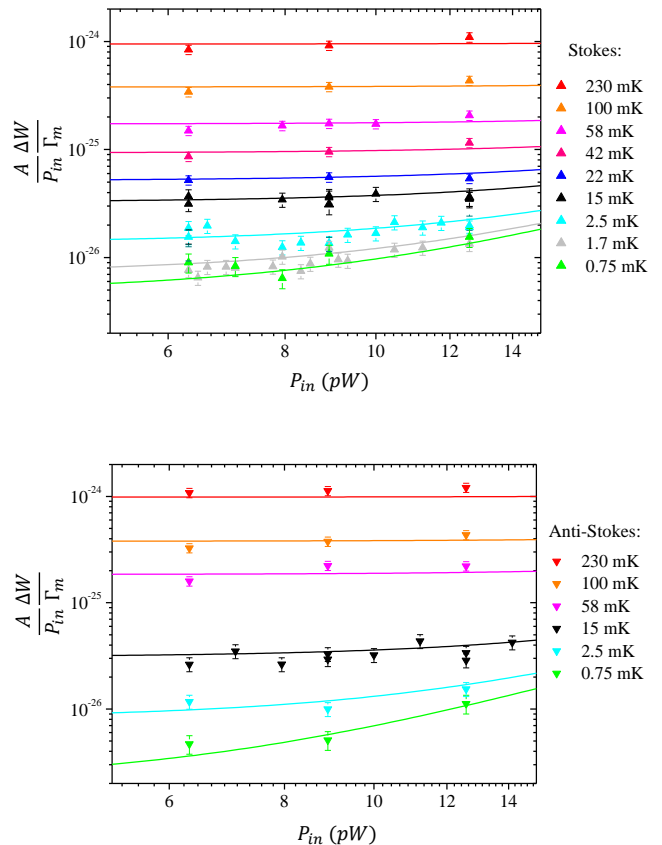 10⁻²⁴
10⁻²⁵
10⁻²⁶
A ΔW
P_in Γ_m
6 8 10 12 14
P_in (pW)
Stokes:
230 mK
100 mK
58 mK
42 mK
22 mK
15 mK
2.5 mK
1.7 mK
0.75 mK
10⁻²⁴
10⁻²⁵
10⁻²⁶
A ΔW
P_in Γ_m
6 8 10 12 14
P_in (pW)
Anti-Stokes:
230 mK
100 mK
58 mK
15 mK
2.5 mK
0.75 mK